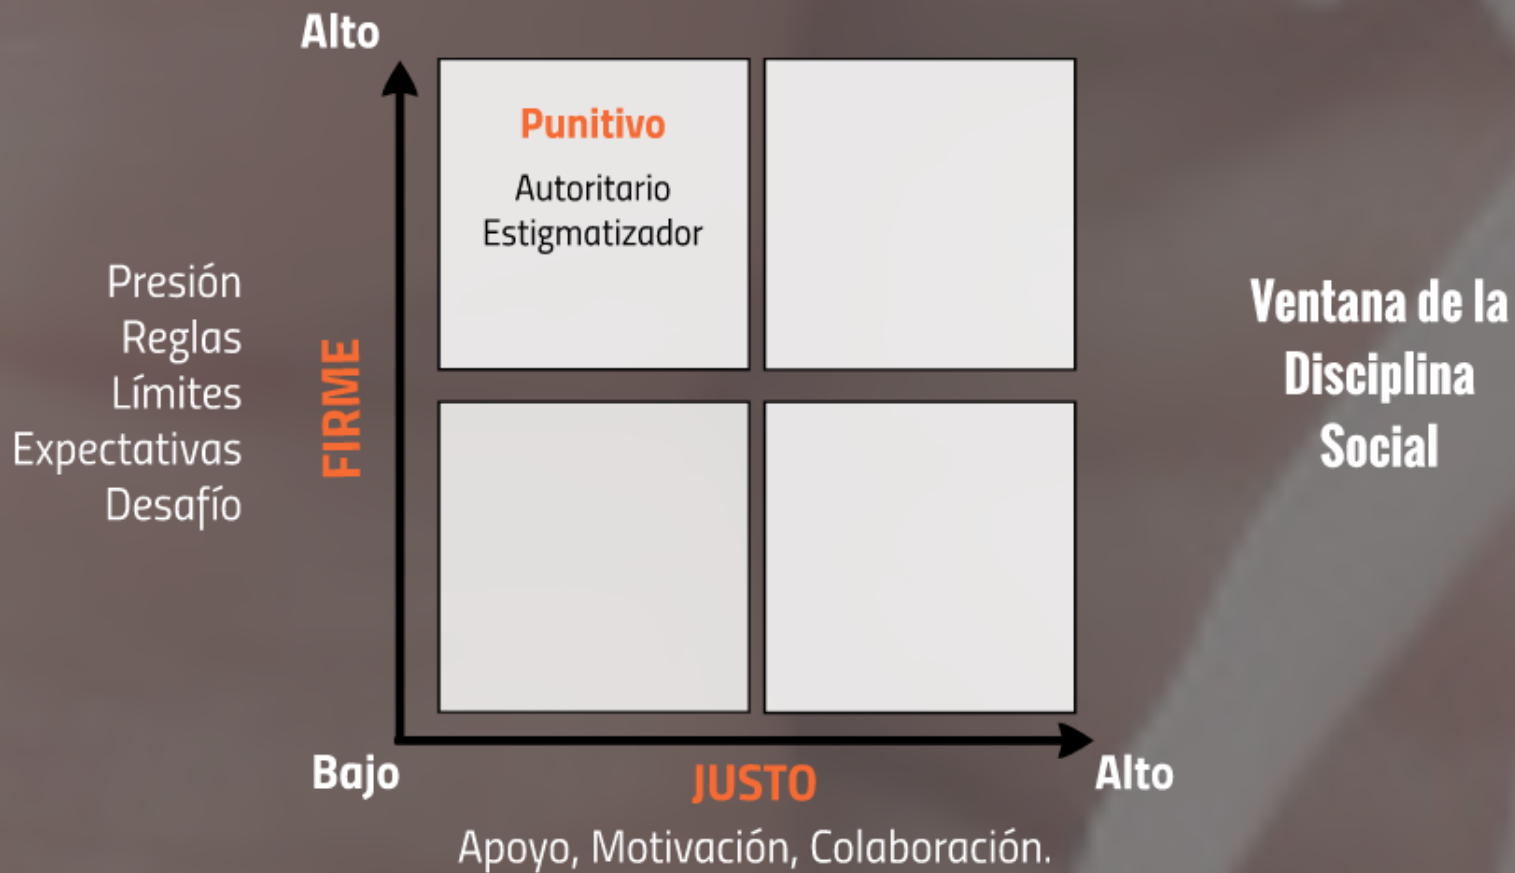 Alto
Punitivo
Autoritario
Estigmatizador
Presión
Reglas
Límites
Expectativas
Desafío
FIRME
Ventana de la
Disciplina
Social
Bajo
JUSTO
Alto
Apoyo, Motivación, Colaboración.